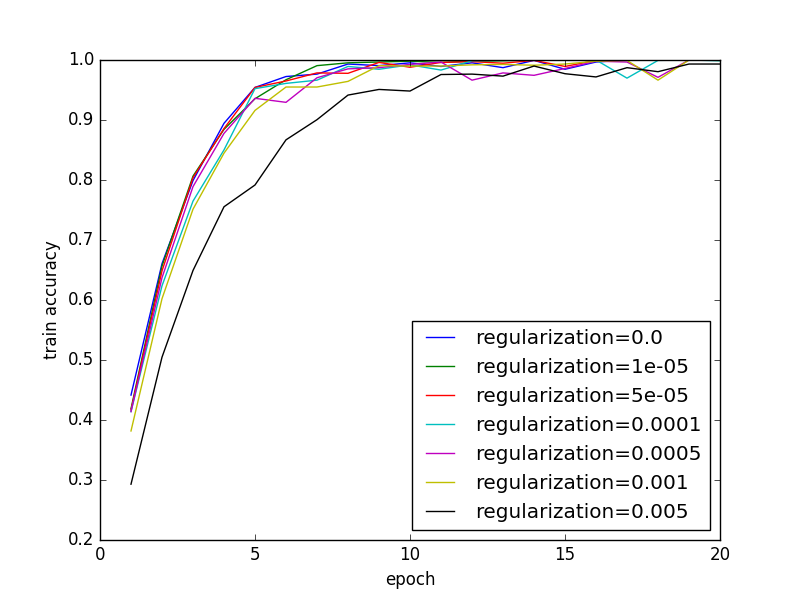 1.0
0.9
0.8
0.7
0.6
0.5
0.4
0.3
0.2
train accuracy
regularization=0.0
regularization=1e-05
regularization=5e-05
regularization=0.0001
regularization=0.0005
regularization=0.001
regularization=0.005
0 5 10 15 20
epoch